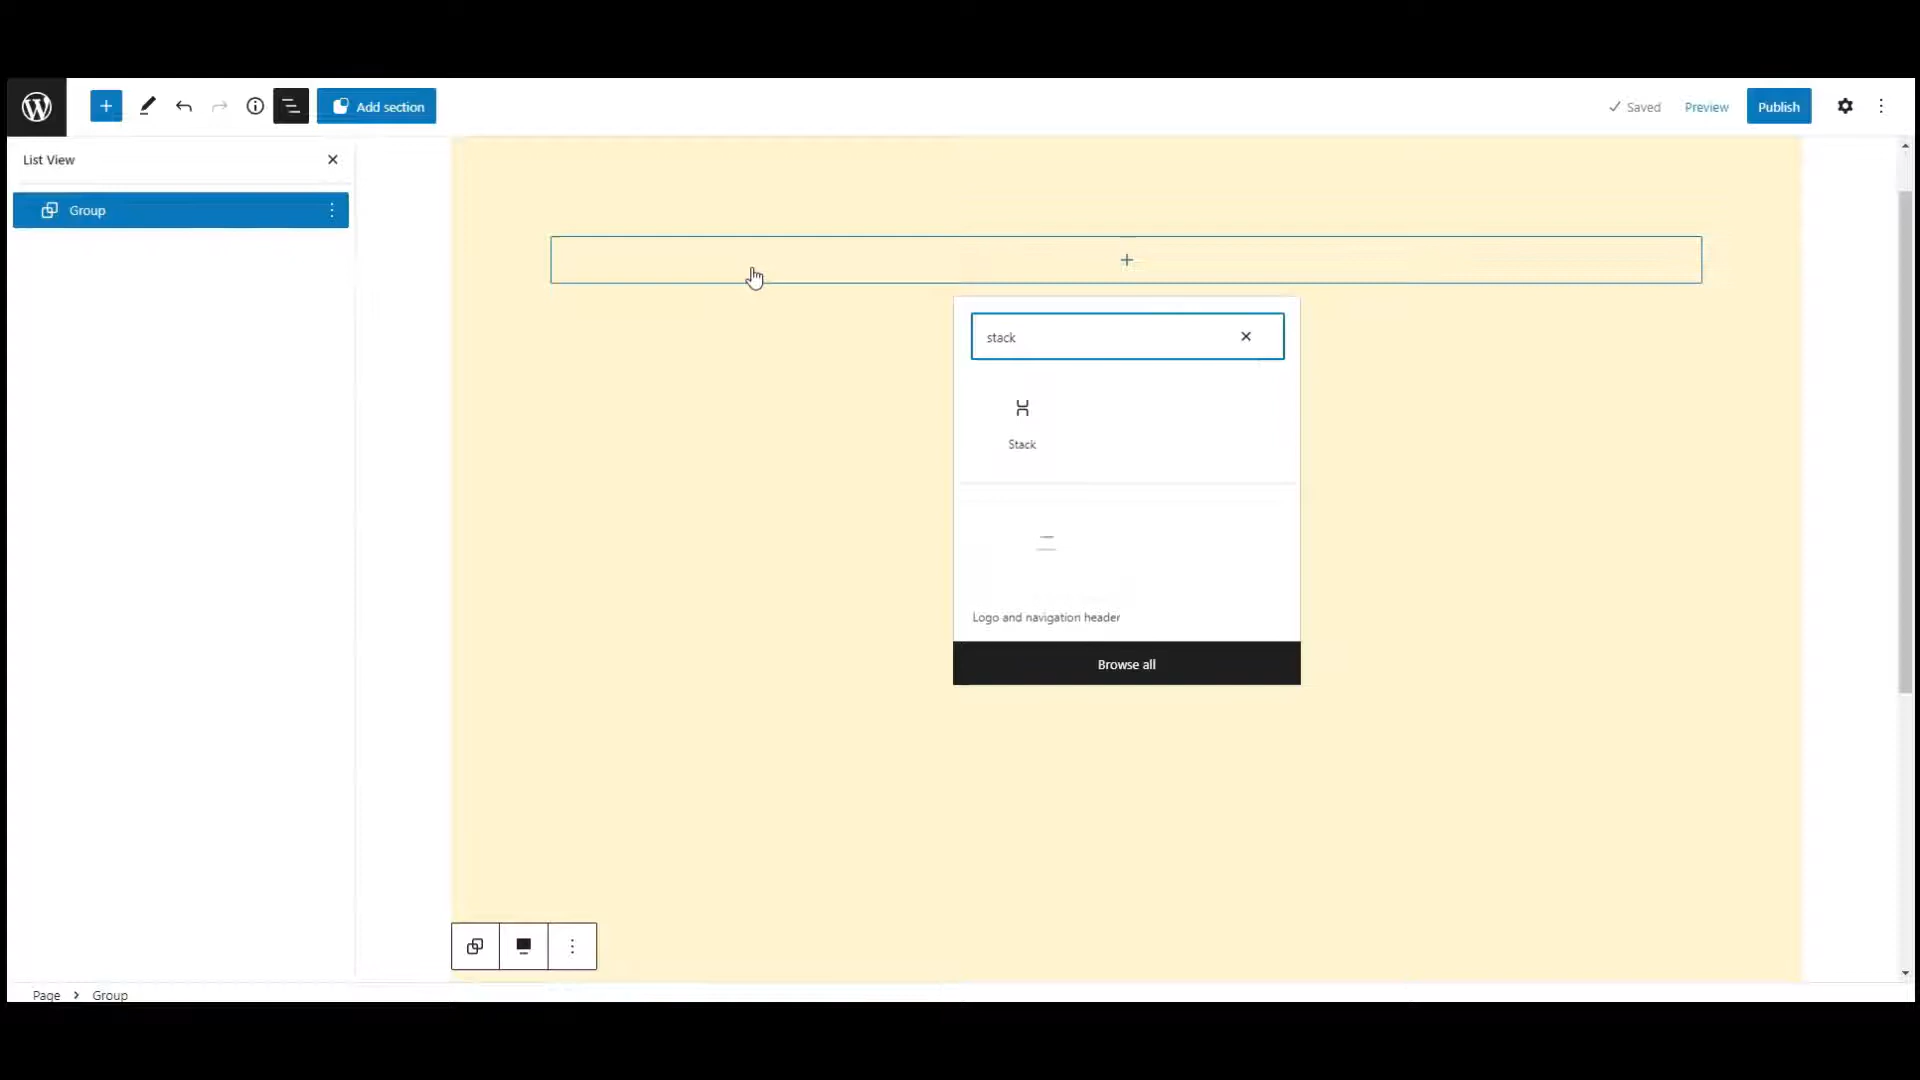 Add section
Saved
Preview
Publish
List View
Group
stack
Stack
Logo and navigation header
Browse all
Page > Group